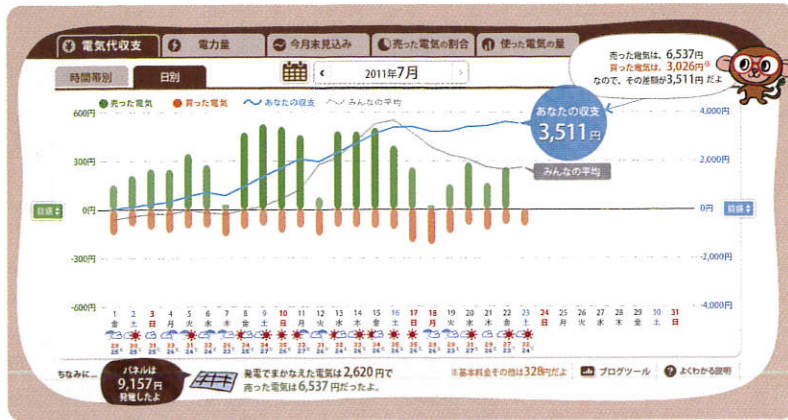 電気代収支
電力量
今月末見込み
売った電気の割合
使った電気の量
売った電気は、6,537円
買った電気は、3,026円※
なので、その差額が3,511円 だよ
時間帯別
日別
2011年7月
売った電気
買った電気
あなたの収支
みんなの平均
あなたの収支
3,511 円
みんなの平均
600円
300円
0円
-300円
-600円
4,000円
2,000円
0円
-2,000円
-4,000円
目盛
目盛
1 2 3 4 5 6 7 8 9 10 11 12 13 14 15 16 17 18 19 20 21 22 23 24 25 26 27 28 29 30 31
金 土 日 月 火 水 木 金 土 日 月 火 水 木 金 土 日 月 火 水 木 金 土 日 月 火 水 木 金 土 日
ちなみに...
パネルは
9,157円
発電したよ
発電でまかなえた電気は 2,620 円で
売った電気は 6,537 円だったよ。
※基本料金その他は328円だよ
ブログツール
よくわかる説明